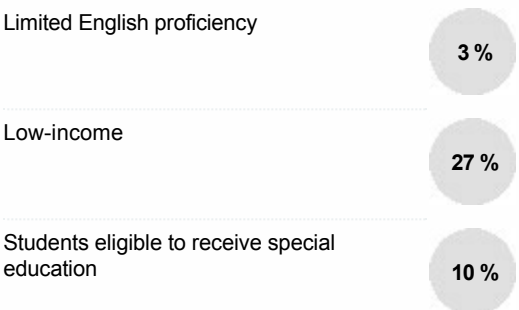 Limited English proficiency
3 %
Low-income
27 %
Students eligible to receive special
education
10 %